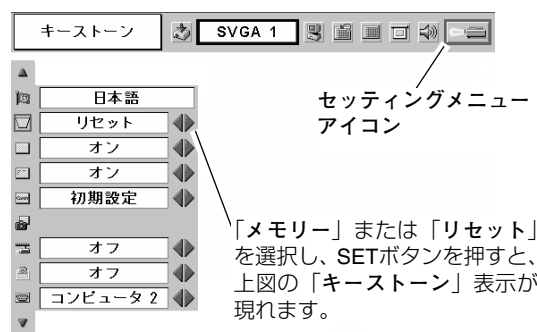 キーストーン
SVGA 1
日本語
リセット
オン
オン
初期設定
オフ
オフ
コンピュータ 2
セッティングメニュー
アイコン
「メモリー」または「リセット」
を選択し、SETボタンを押すと、
上図の「キーストーン」表示が
現れます。